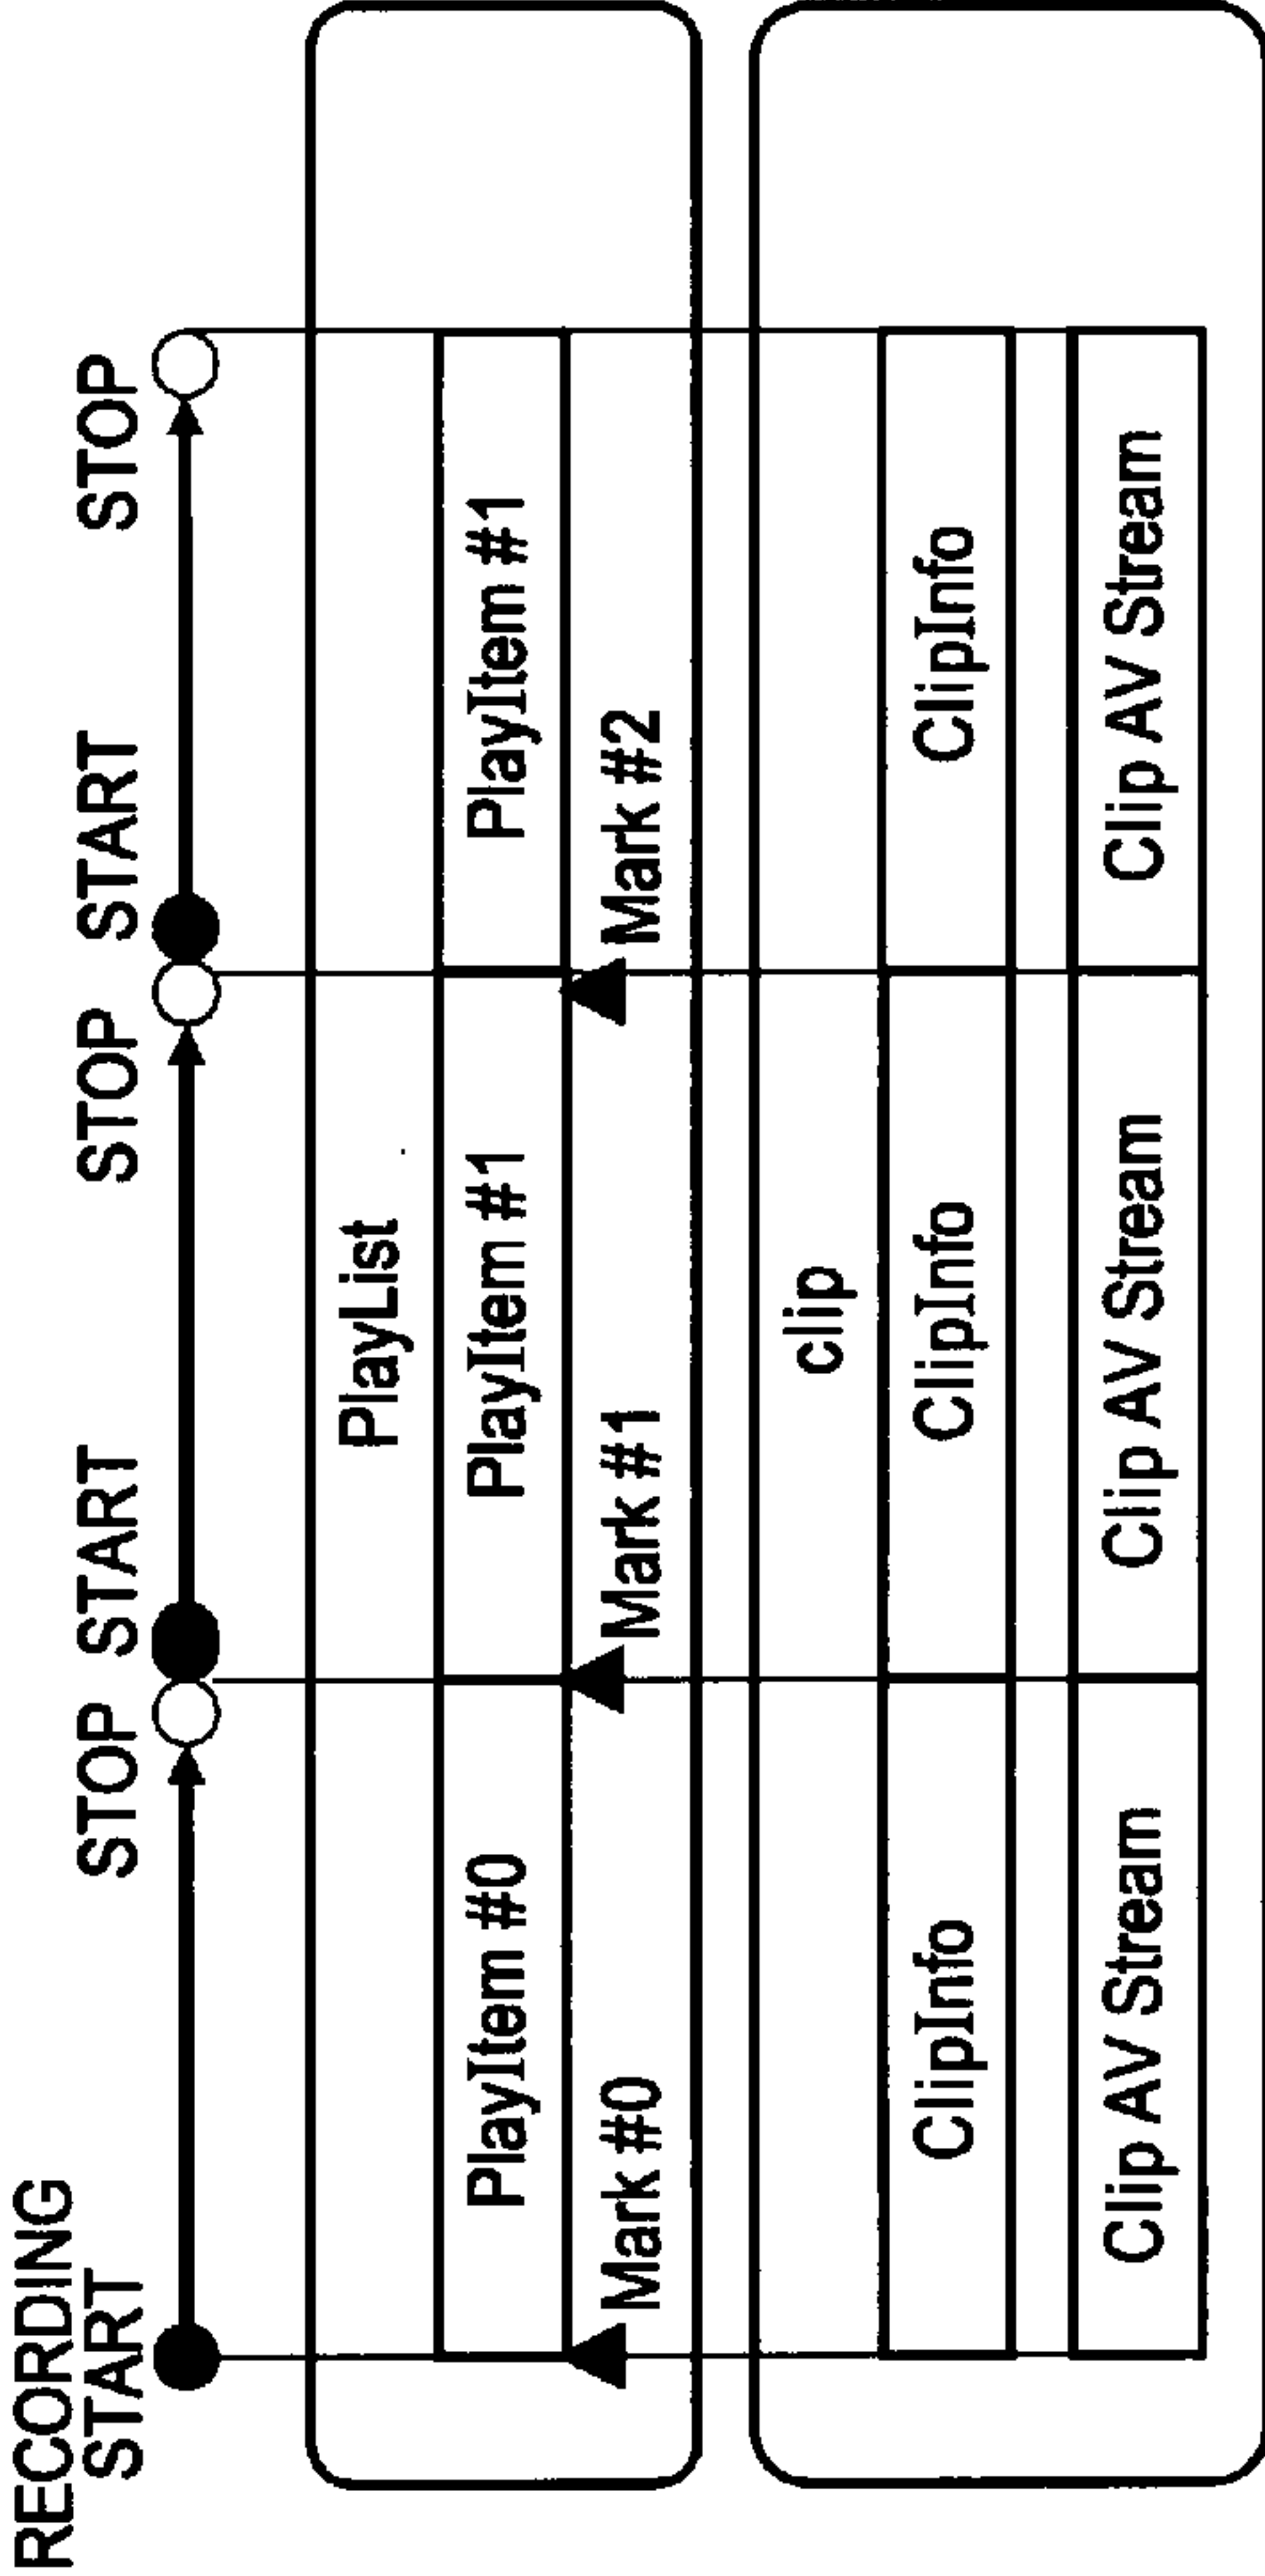 RECORDING
START
STOP
START
STOP
START
STOP
PlayList
PlayItem #0
PlayItem #1
PlayItem #1
Mark #0
Mark #1
Mark #2
clip
ClipInfo
ClipInfo
ClipInfo
Clip AV Stream
Clip AV Stream
Clip AV Stream